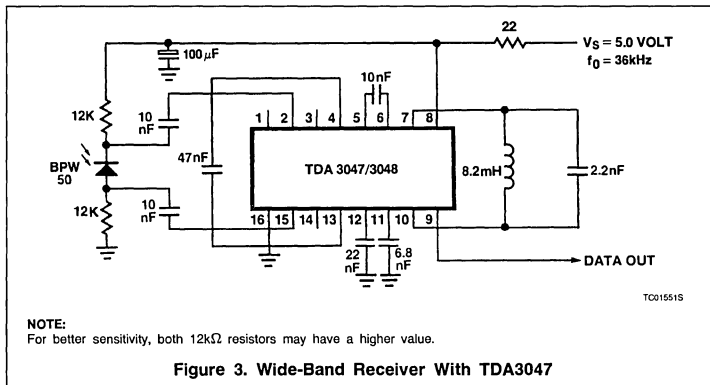 22
V_S = 5.0 VOLT
f_0 = 36kHz
100 μF
10nF
12K
10
nF
1 2 3 4 5 6 7 8
47nF
TDA 3047/3048
8.2mH
2.2nF
BPW
50
12K
10
nF
16 15 14 13 12 11 10 9
22
nF
6.8
nF
DATA OUT
TC01551S
NOTE:
For better sensitivity, both 12kΩ resistors may have a higher value.
Figure 3. Wide-Band Receiver With TDA3047